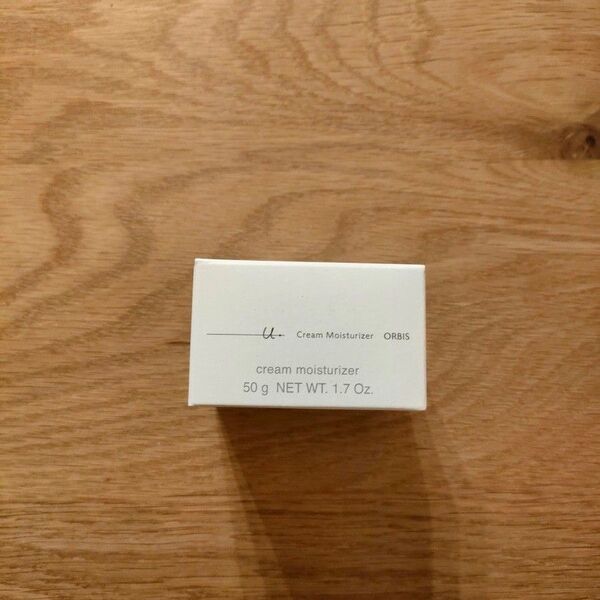 u. Cream Moisturizer ORBIS
cream moisturizer
50 g NET WT. 1.7 Oz.